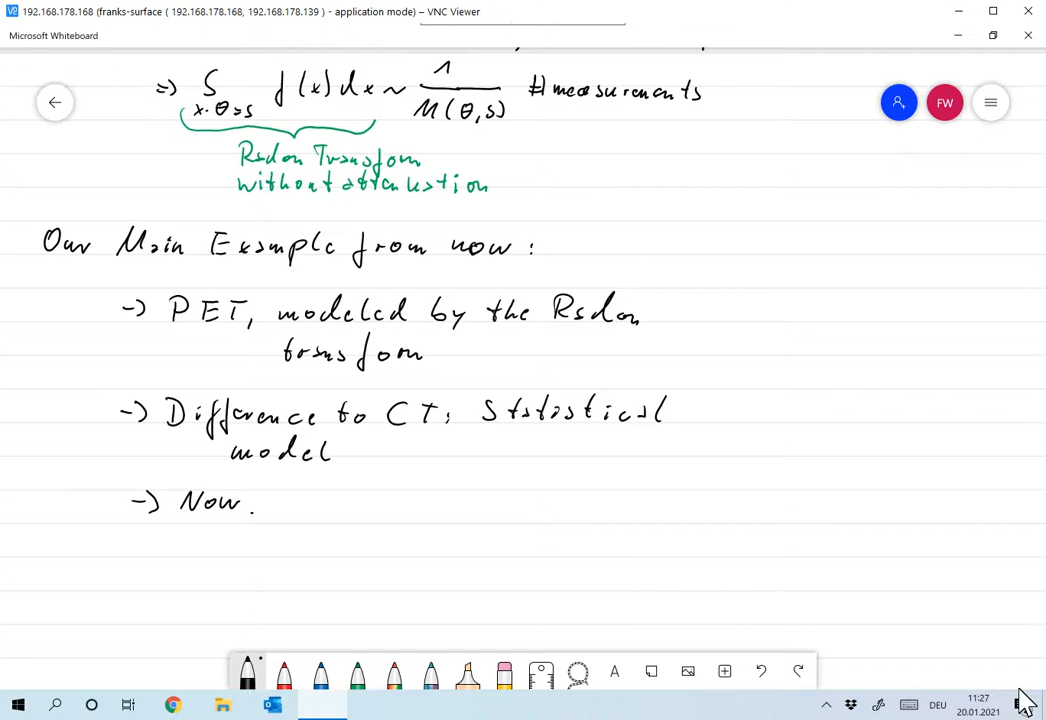 192.168.178.168 (franks-surface ( 192.168.178.168, 192.168.178.139 ) - application mode) – VNC Viewer
Microsoft Whiteboard
=> ∫ f(x) dx ~ 1 / M(θ,s) #measurements
x·θ=s
Radon Transform
without attenuation
FW
Our Main Example from now:
-> PET, modeled by the Radon
transform
-> Difference to CT: Statistical
model
-> Now.
A
DEU
11:27
20.01.2021